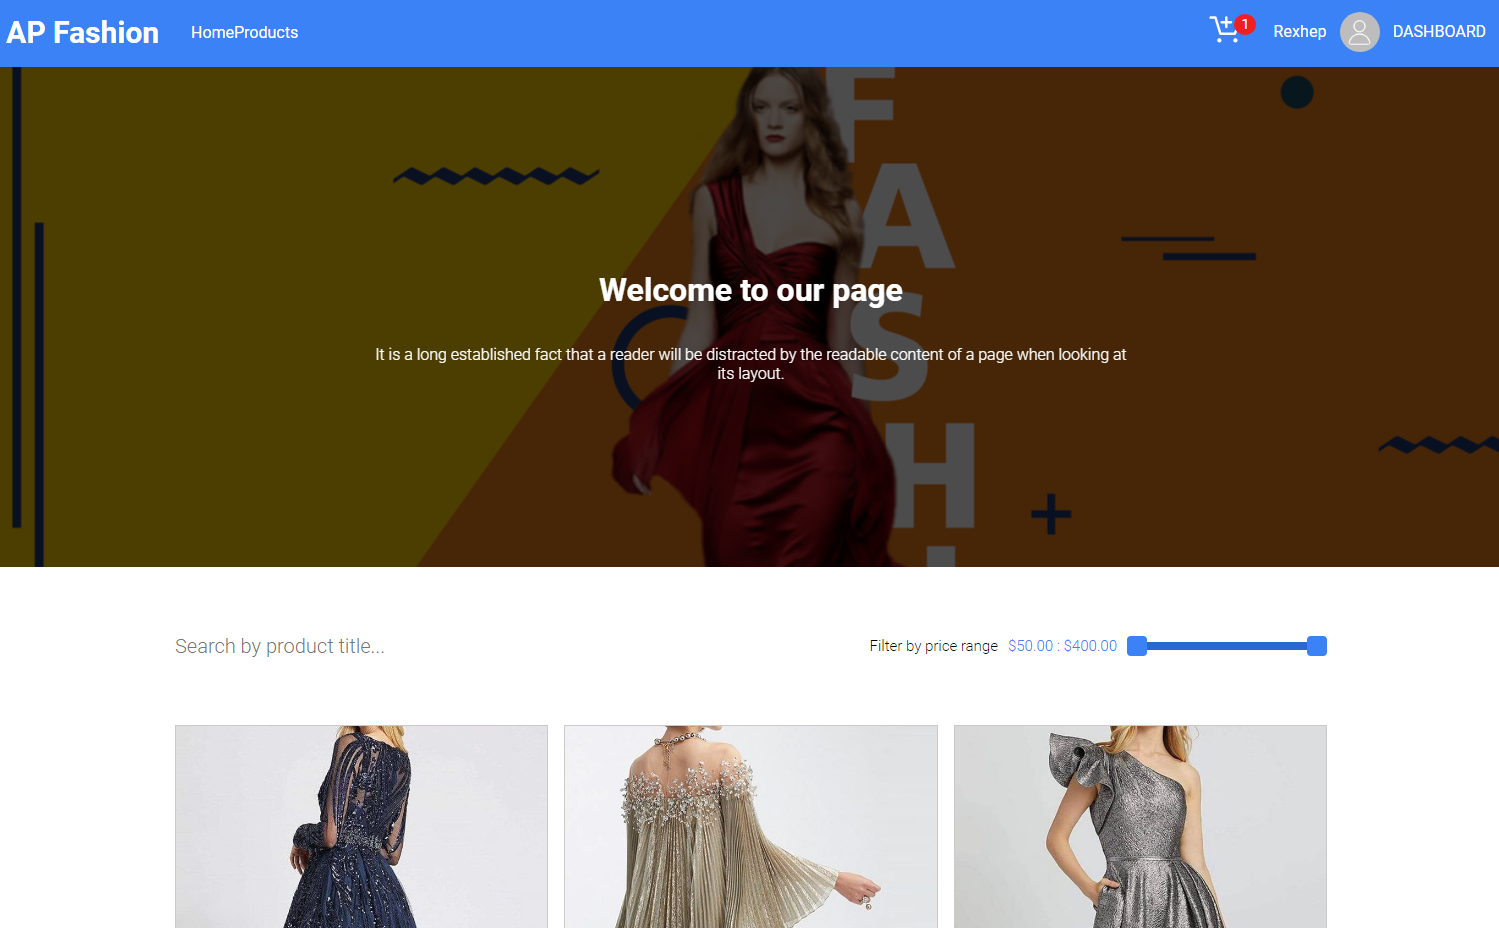 AP Fashion
HomeProducts
1
Rexhep
DASHBOARD
F
A
S
H
I
Welcome to our page
It is a long established fact that a reader will be distracted by the readable content of a page when looking at
its layout.
Search by product title...
Filter by price range $50.00 : $400.00